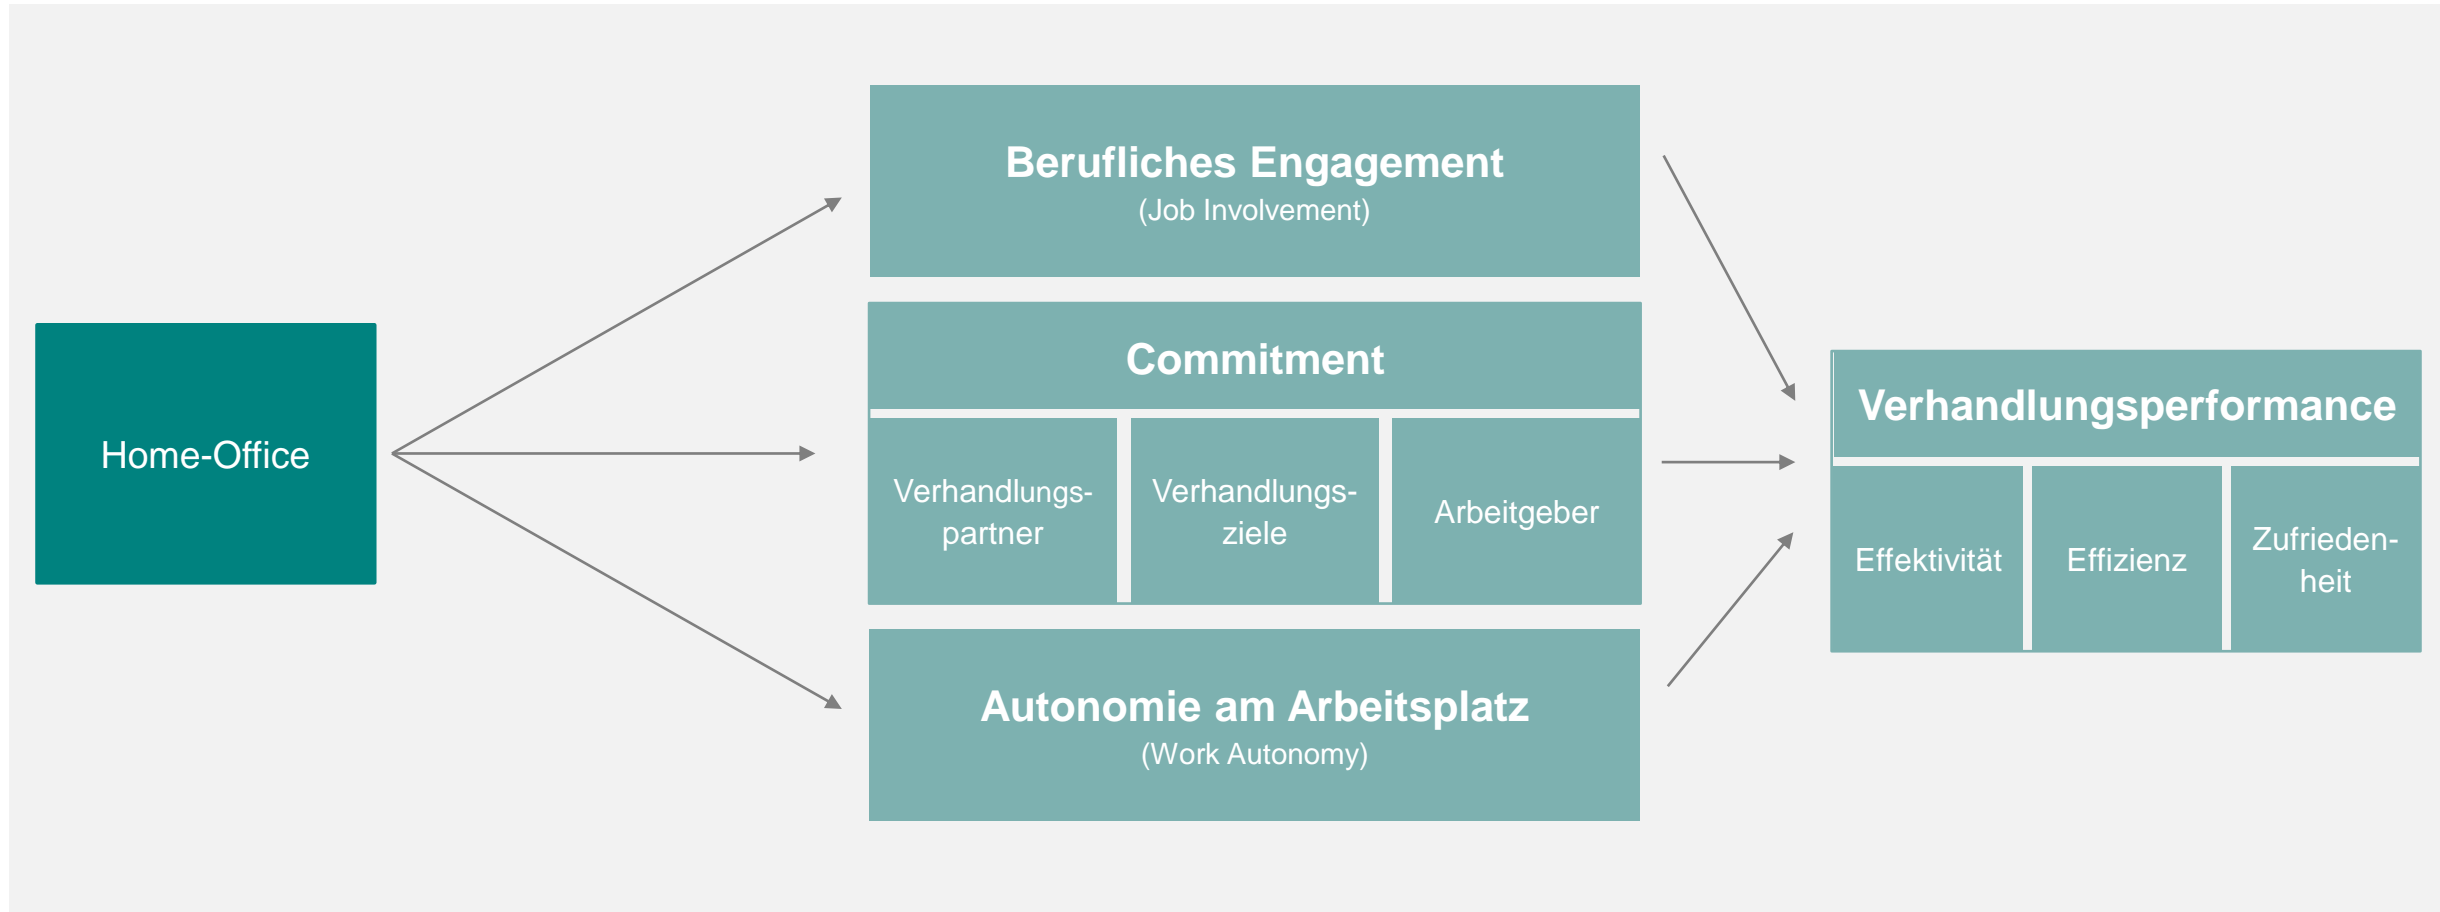 Home-Office
Berufliches Engagement
(Job Involvement)
Commitment
Verhandlungs-
partner
Verhandlungs-
ziele
Arbeitgeber
Autonomie am Arbeitsplatz
(Work Autonomy)
Verhandlungsperformance
Effektivität
Effizienz
Zufrieden-
heit